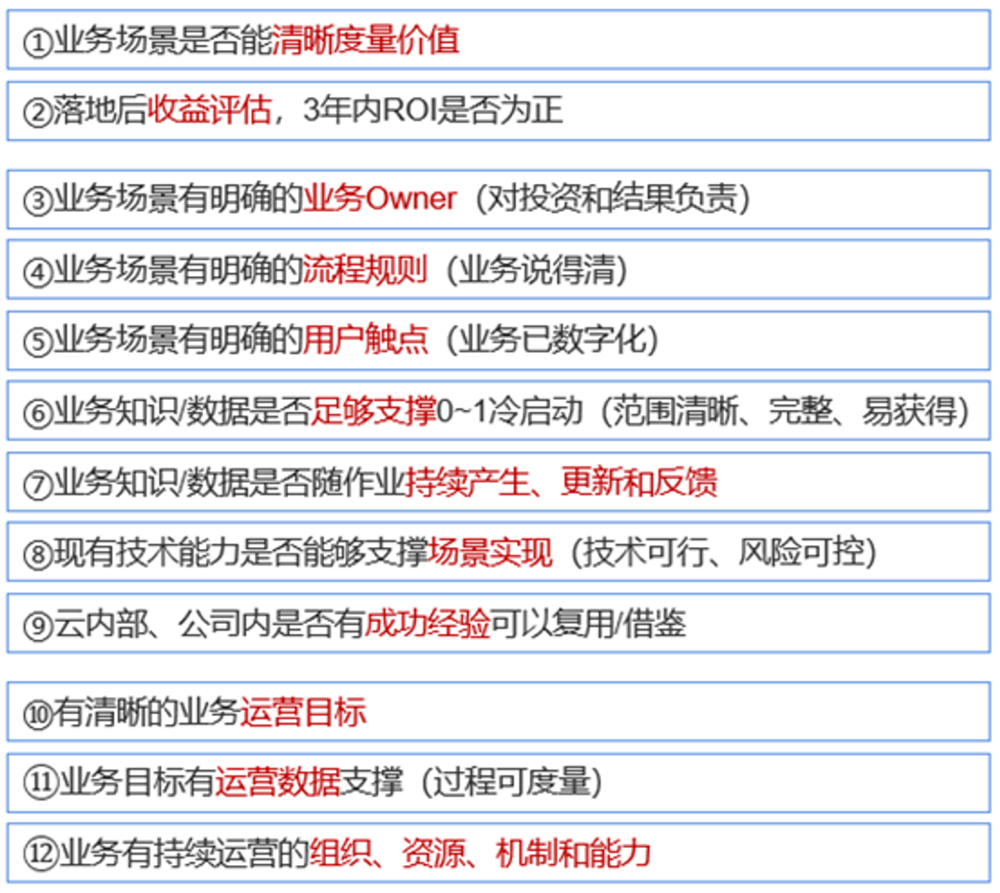 ①业务场景是否能清晰度量价值
②落地后收益评估，3年内ROI是否为正
③业务场景有明确的业务Owner（对投资和结果负责）
④业务场景有明确的流程规则（业务说得清）
⑤业务场景有明确的用户触点（业务已数字化）
⑥业务知识/数据是否足够支撑0~1冷启动（范围清晰、完整、易获得）
⑦业务知识/数据是否随作业持续产生、更新和反馈
⑧现有技术能力是否能够支撑场景实现（技术可行、风险可控）
⑨云内部、公司内是否有成功经验可以复用/借鉴
⑩有清晰的业务运营目标
⑪业务目标有运营数据支撑（过程可度量）
⑫业务有持续运营的组织、资源、机制和能力